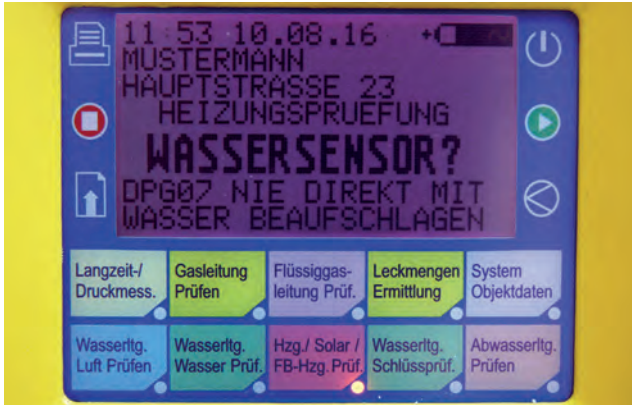 11:53 10.08.16
MUSTERMANN
HAUPTSTRASSE 23
HEIZUNGSPRUEFUNG
WASSERSENSOR?
DPG07 NIE DIREKT MIT
WASSER BEAUFSCHLAGEN
Langzeit-/
Druckmess.
Gasleitung
Prüfen
Flüssiggas-
leitung Prüf.
Leckmengen
Ermittlung
System
Objektdaten
Wasserltg.
Luft Prüfen
Wasserltg.
Wasser Prüf.
Hzg./ Solar /
FB-Hzg.Prüf.
Wasserltg.
Schlüssprüf.
Abwasserltg.
Prüfen